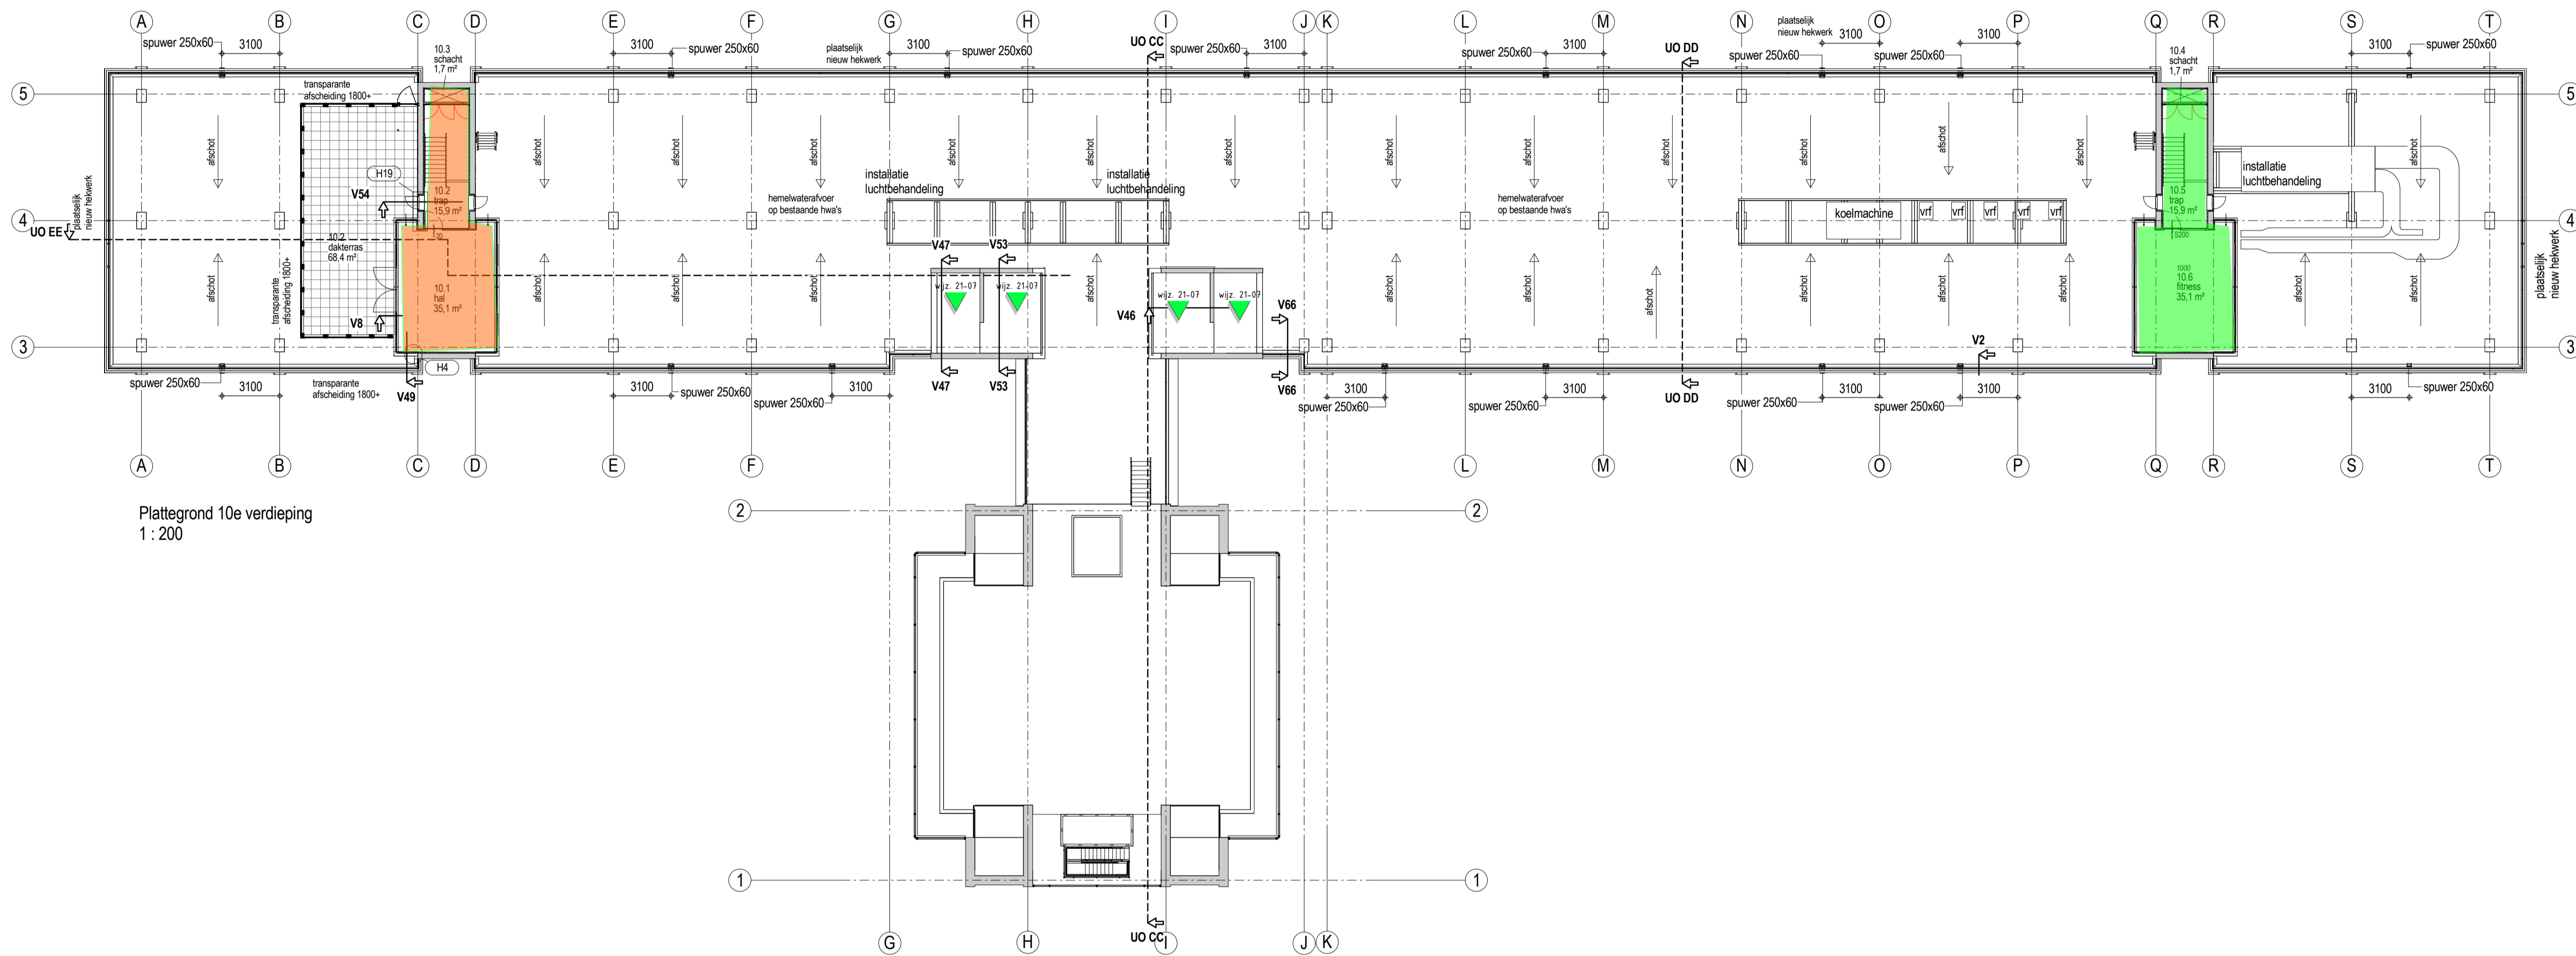 A B C D E F G H I J K L M N O P Q R S T
spuwer 250x60
3100
10.3
schacht
1,7 m²
3100
spuwer 250x60
plaatselijk
nieuw hekwerk
3100
spuwer 250x60
UO CC
spuwer 250x60
3100
spuwer 250x60
3100
UO DD
plaatselijk
nieuw hekwerk
spuwer 250x60
3100
spuwer 250x60
3100
10.4
schacht
1,7 m²
3100
spuwer 250x60
5
transparante
afscheiding 1800+
5
afschot
afschot
afschot
afschot
afschot
afschot
afschot
afschot
afschot
afschot
afschot
afschot
afschot
afschot
H19
V54
10.2
trap
15,9 m²
installatie
luchtbehandeling
installatie
luchtbehandeling
hemelwaterafvoer
op bestaande hwa's
hemelwaterafvoer
op bestaande hwa's
installatie
luchtbehandeling
10.5
trap
15,9 m²
koelmachine
vrf
vrf
vrf
vrf
vrf
plaatselijk
nieuw hekwerk
4
UO EE
4
20
S200
10.2
dakterras
68,4 m²
V47
V53
10.1
hal
35,1 m²
transparante
afscheiding 1800+
wijz. 21-07
wijz. 21-07
wijz. 21-07
wijz. 21-07
1000
10.6
fitness
35,1 m²
plaatselijk
nieuw hekwerk
afschot
afschot
afschot
afschot
afschot
afschot
afschot
afschot
afschot
afschot
afschot
afschot
afschot
V8
V46
V66
V2
3
3
H4
spuwer 250x60
3100
transparante
afscheiding 1800+
V49
3100
spuwer 250x60
spuwer 250x60
3100
V47
V53
V66
3100
spuwer 250x60
spuwer 250x60
3100
UO DD
spuwer 250x60
3100
spuwer 250x60
3100
3100
spuwer 250x60
A B C D E F L M N O P Q R S T
Plattegrond 10e verdieping
1 : 200
2
2
1
1
UO CC
G H I J K